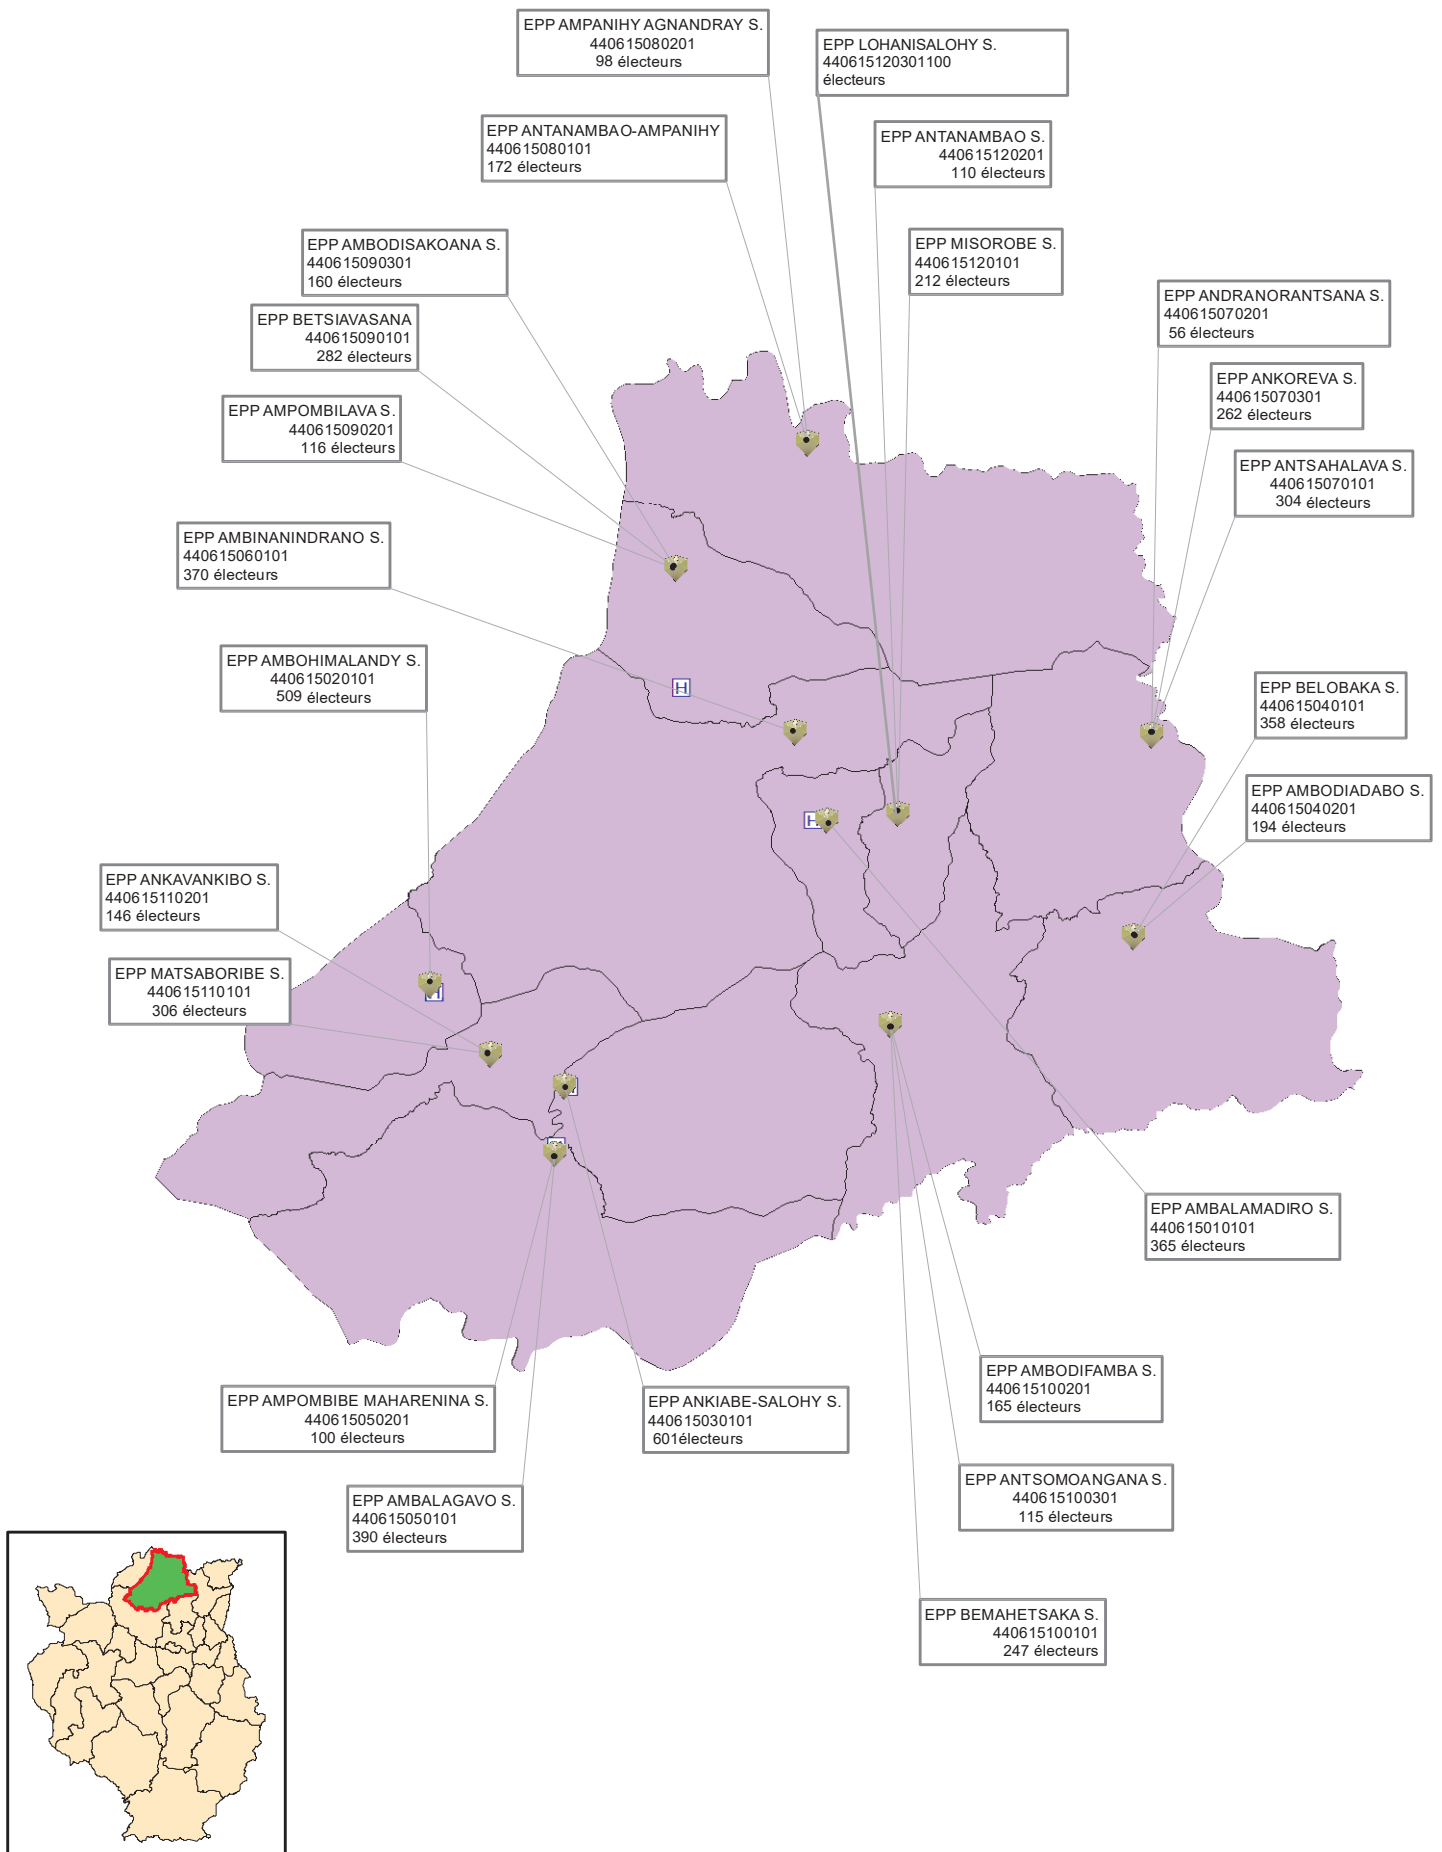 EPP AMPANIHY AGNANDRAY S.
440615080201
98 électeurs
EPP LOHANISALOHY S.
440615120301100
électeurs
EPP ANTANAMBAO-AMPANIHY
440615080101
172 électeurs
EPP ANTANAMBAO S.
440615120201
110 électeurs
EPP AMBODISAKOANA S.
440615090301
160 électeurs
EPP MISOROBE S.
440615120101
212 électeurs
EPP BETSIAVASANA
440615090101
282 électeurs
EPP ANDRANORANTSANA S.
440615070201
56 électeurs
EPP ANKOREVA S.
440615070301
262 électeurs
EPP AMPOMBILAVA S.
440615090201
116 électeurs
EPP ANTSAHALAVA S.
440615070101
304 électeurs
EPP AMBINANINDRANO S.
440615060101
370 électeurs
EPP AMBOHIMALANDY S.
440615020101
509 électeurs
H
EPP BELOBAKA S.
440615040101
358 électeurs
EPP AMBODIADABO S.
440615040201
194 électeurs
H
EPP ANKAVANKIBO S.
440615110201
146 électeurs
EPP MATSABORIBE S.
440615110101
306 électeurs
H
EPP AMBALAMADIRO S.
440615010101
365 électeurs
EPP AMBODIFAMBA S.
440615100201
165 électeurs
EPP AMPOMBIBE MAHARENINA S.
440615050201
100 électeurs
EPP ANKIABE-SALOHY S.
440615030101
601électeurs
EPP ANTSOMOANGANA S.
440615100301
115 électeurs
EPP AMBALAGAVO S.
440615050101
390 électeurs
EPP BEMAHETSAKA S.
440615100101
247 électeurs